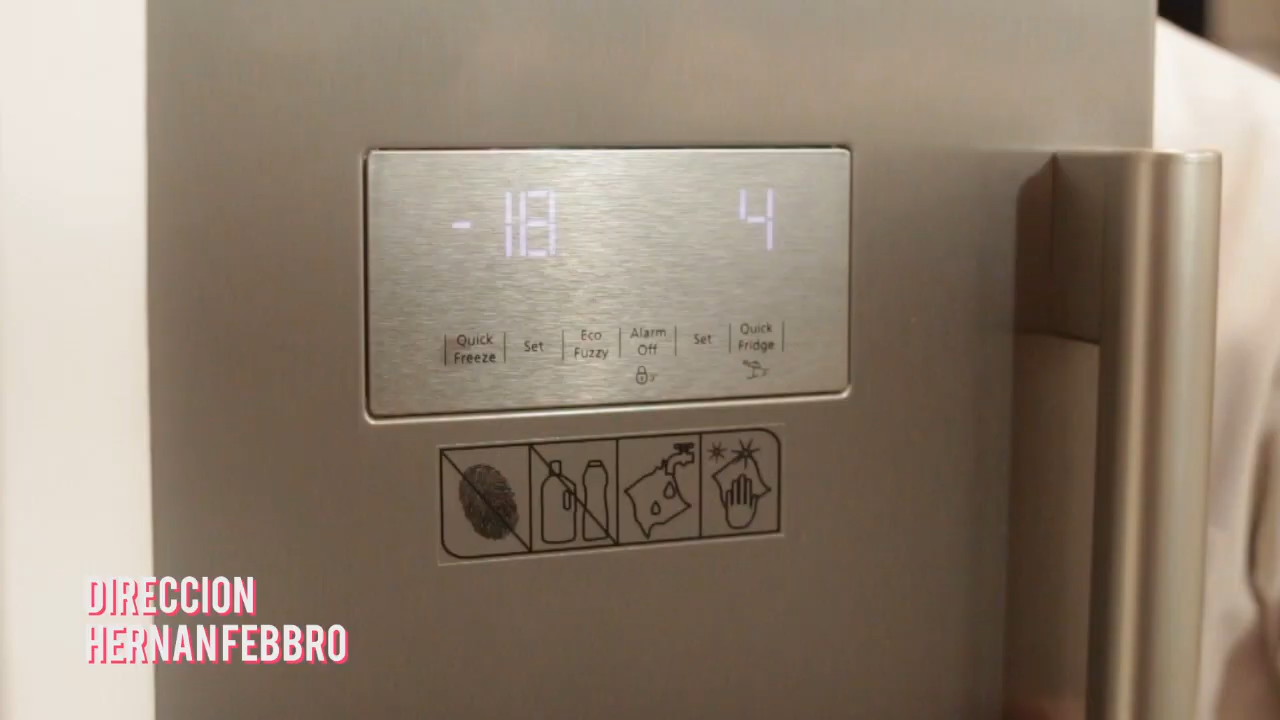 -18 4
Quick Freeze
Set
Eco Fuzzy
Alarm Off
Set
Quick Fridge
DIRECCION
HERNANFEBBRO